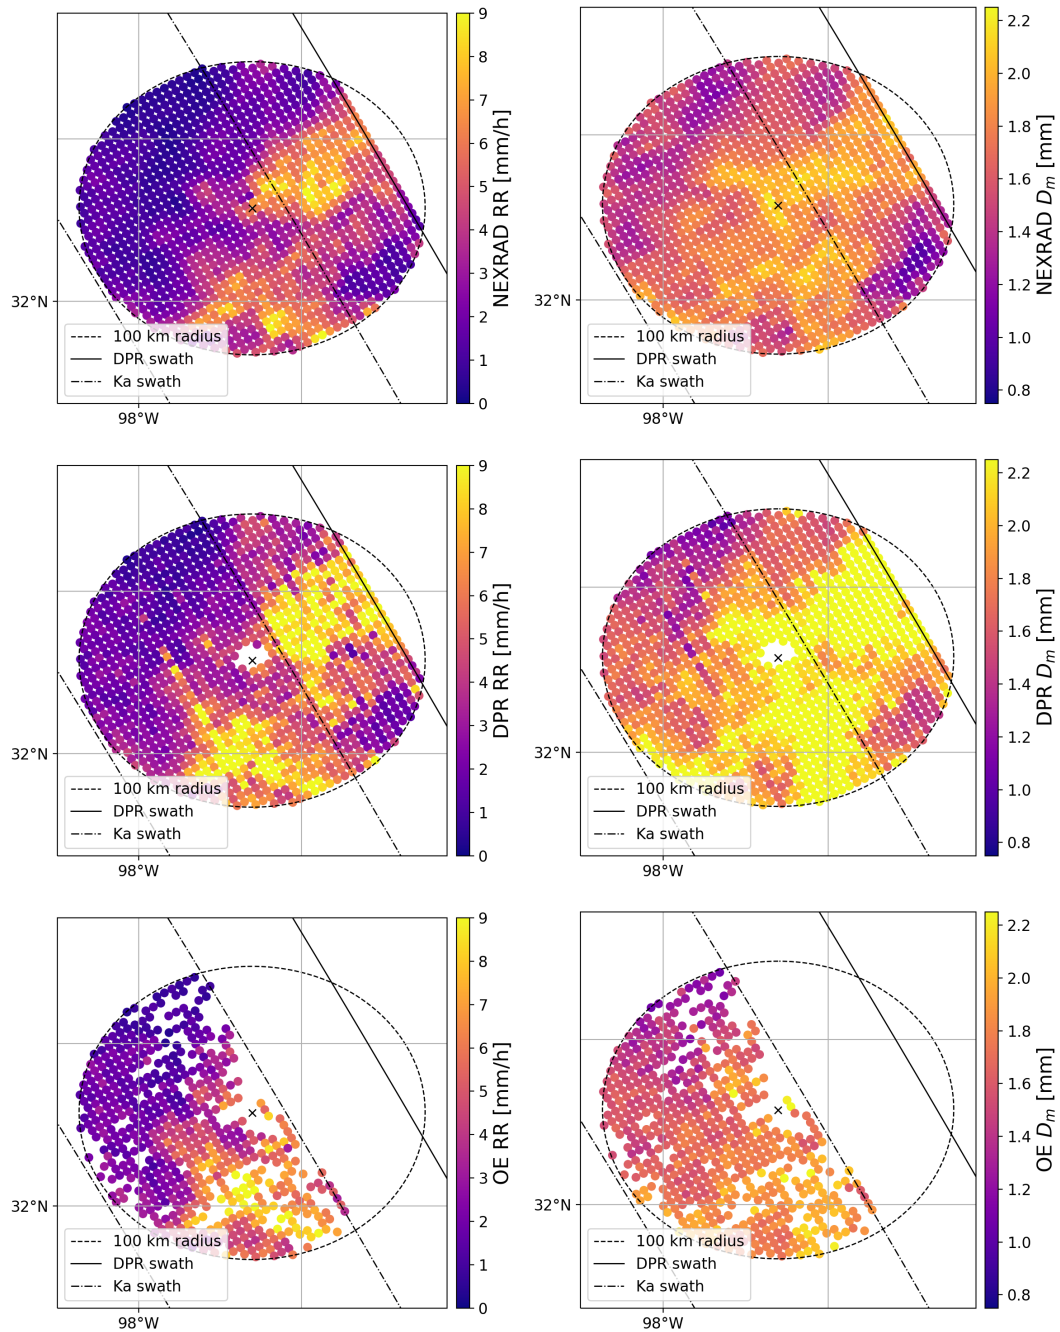 9
8
7
6
5
4
3
2
1
0
NEXRAD RR [mm/h]
32°N
98°W
100 km radius
DPR swath
Ka swath
2.2
2.0
1.8
1.6
1.4
1.2
1.0
0.8
NEXRAD Dm [mm]
32°N
98°W
100 km radius
DPR swath
Ka swath
9
8
7
6
5
4
3
2
1
0
DPR RR [mm/h]
32°N
98°W
100 km radius
DPR swath
Ka swath
2.2
2.0
1.8
1.6
1.4
1.2
1.0
0.8
DPR Dm [mm]
32°N
98°W
100 km radius
DPR swath
Ka swath
9
8
7
6
5
4
3
2
1
0
OE RR [mm/h]
32°N
98°W
100 km radius
DPR swath
Ka swath
2.2
2.0
1.8
1.6
1.4
1.2
1.0
0.8
OE Dm [mm]
32°N
98°W
100 km radius
DPR swath
Ka swath